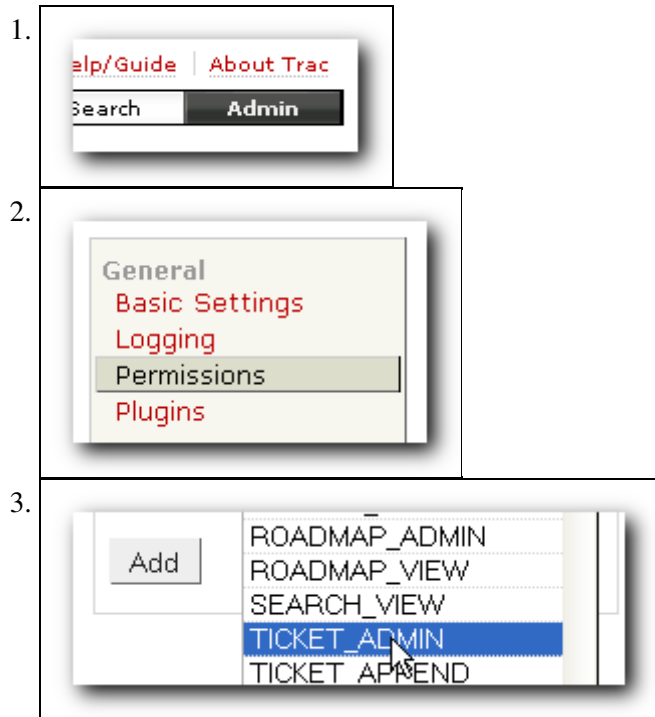 1.
elp/Guide About Trac
Search Admin
2.
General
Basic Settings
Logging
Permissions
Plugins
3.
ROADMAP_ADMIN
Add
ROADMAP_VIEW
SEARCH_VIEW
TICKET_ADMIN
TICKET_APPEND